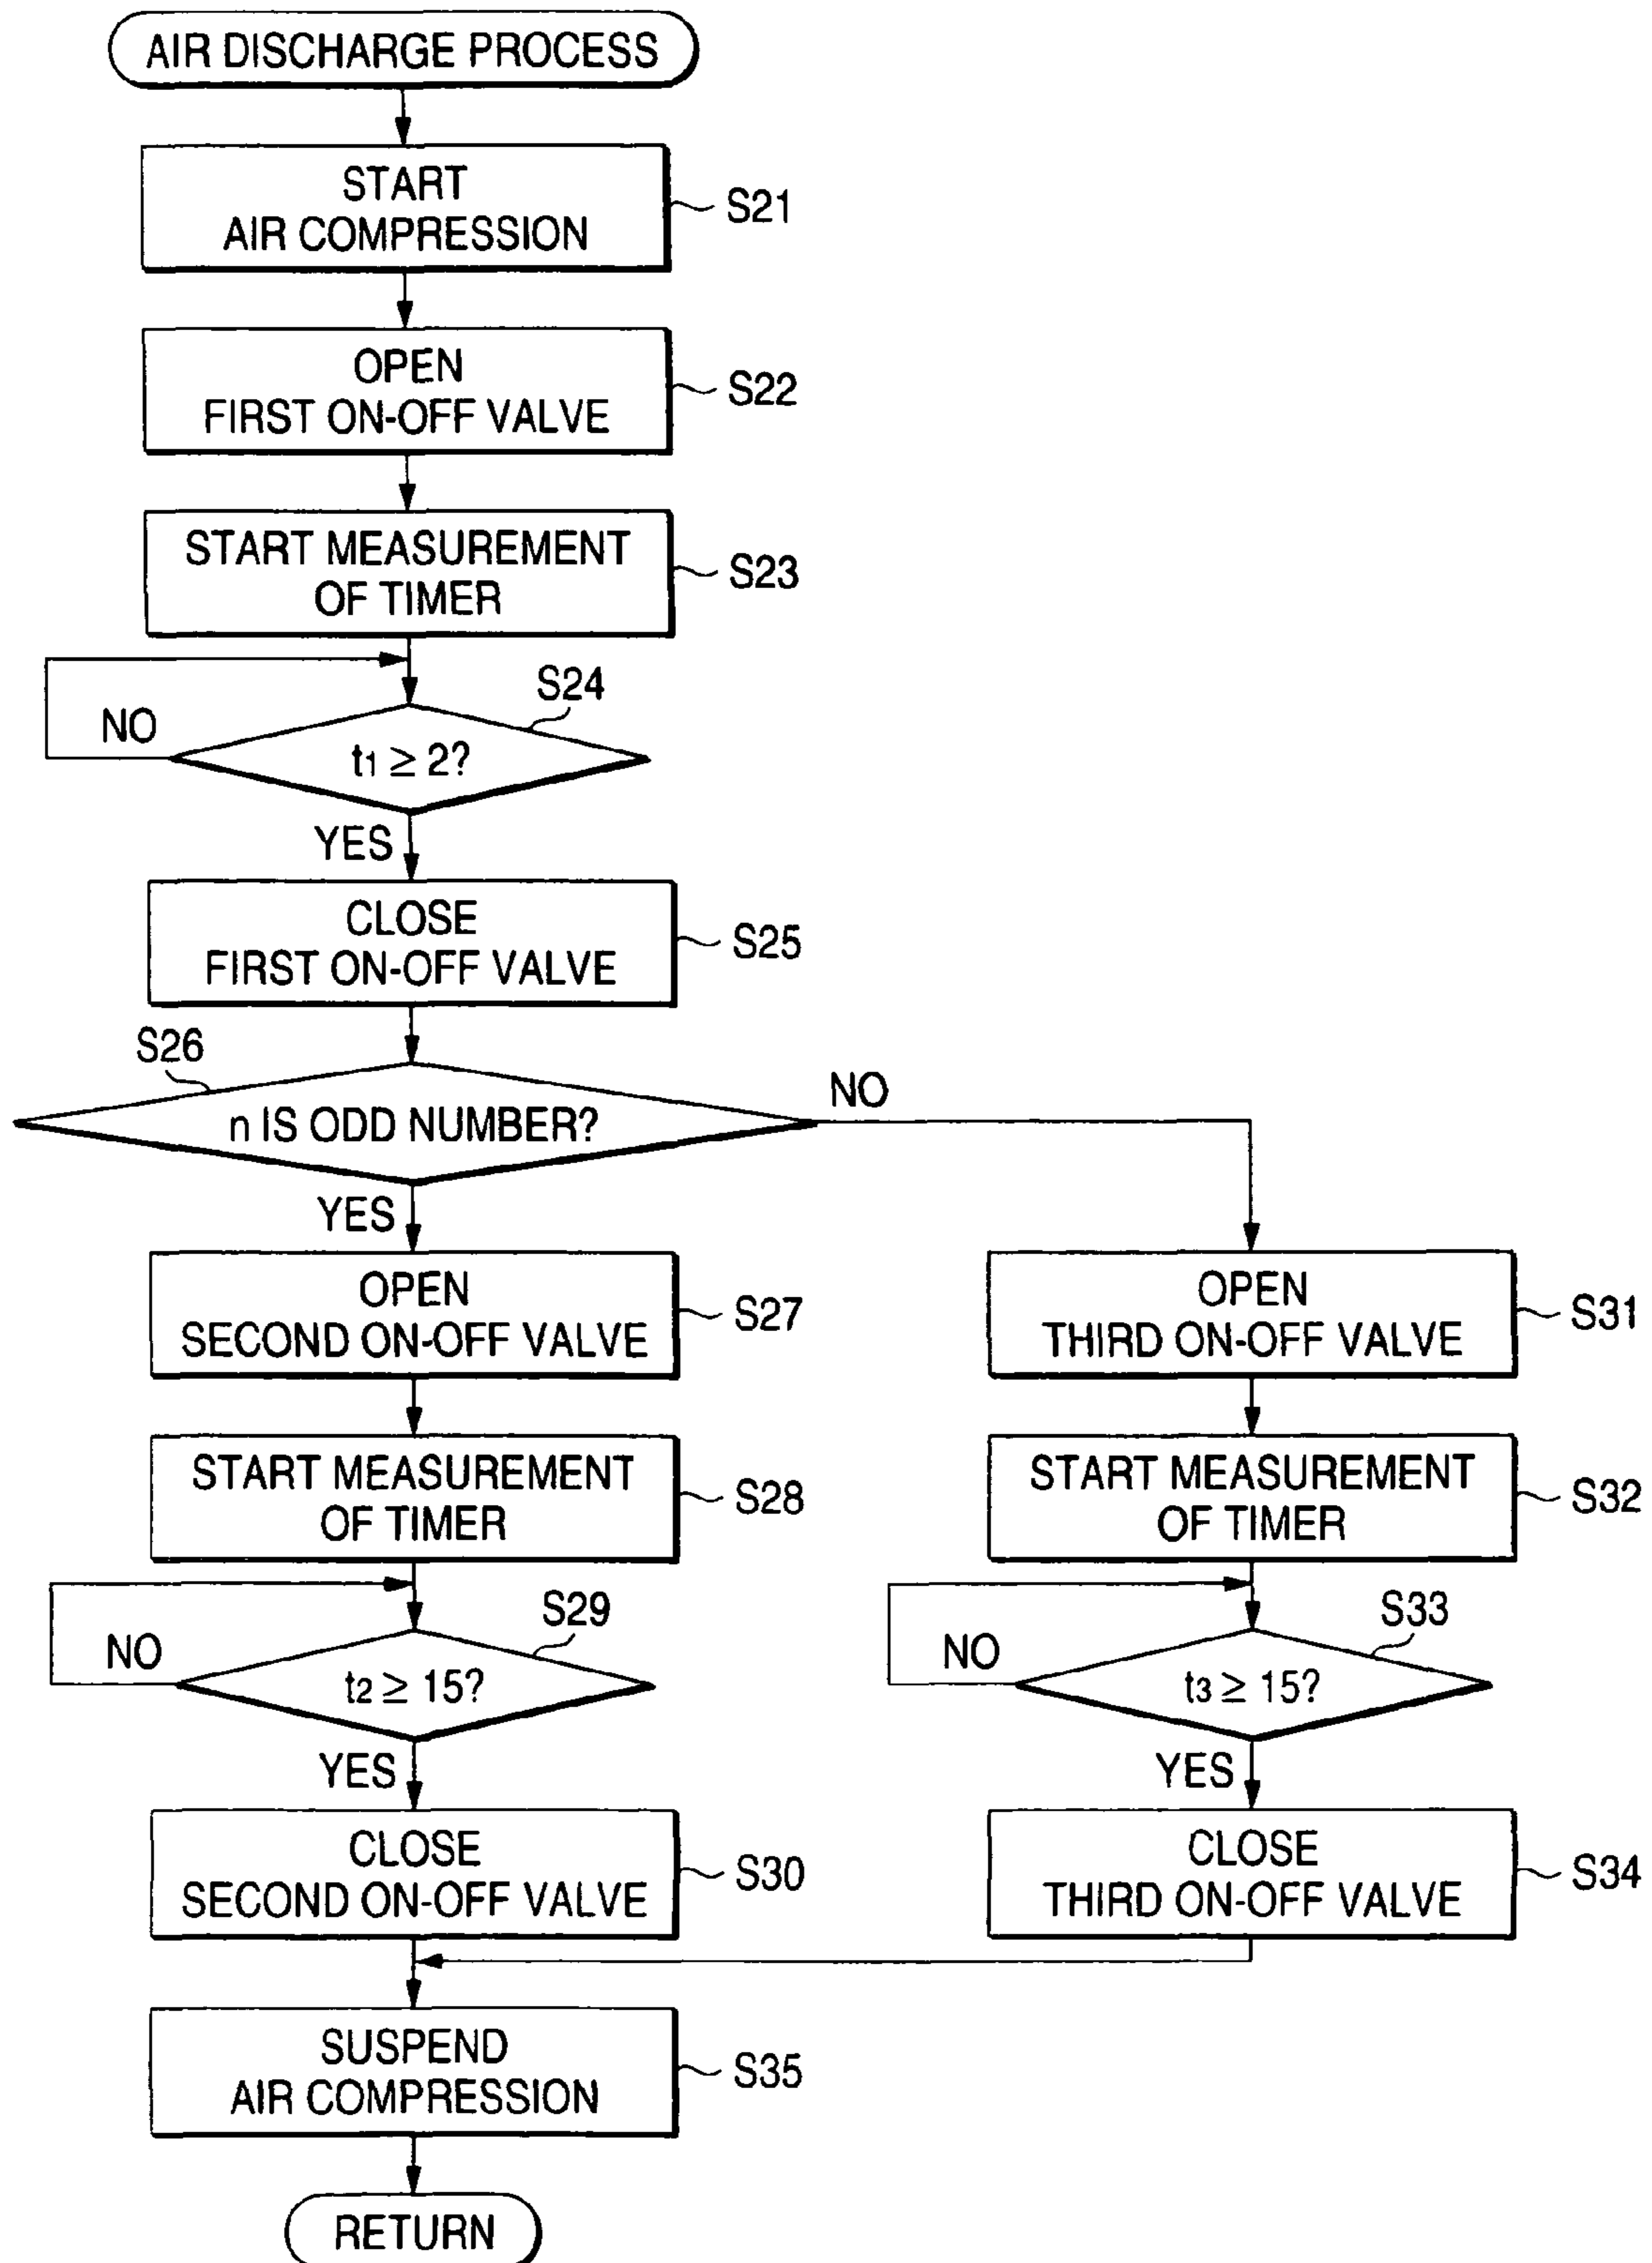 AIR DISCHARGE PROCESS
START
AIR COMPRESSION
S21
OPEN
FIRST ON-OFF VALVE
S22
START MEASUREMENT
OF TIMER
S23
S24
NO
t1 ≥ 2?
YES
CLOSE
FIRST ON-OFF VALVE
S25
S26
n IS ODD NUMBER?
NO
YES
OPEN
SECOND ON-OFF VALVE
S27
START MEASUREMENT
OF TIMER
S28
S29
NO
t2 ≥ 15?
YES
CLOSE
SECOND ON-OFF VALVE
S30
OPEN
THIRD ON-OFF VALVE
S31
START MEASUREMENT
OF TIMER
S32
S33
NO
t3 ≥ 15?
YES
CLOSE
THIRD ON-OFF VALVE
S34
SUSPEND
AIR COMPRESSION
S35
RETURN